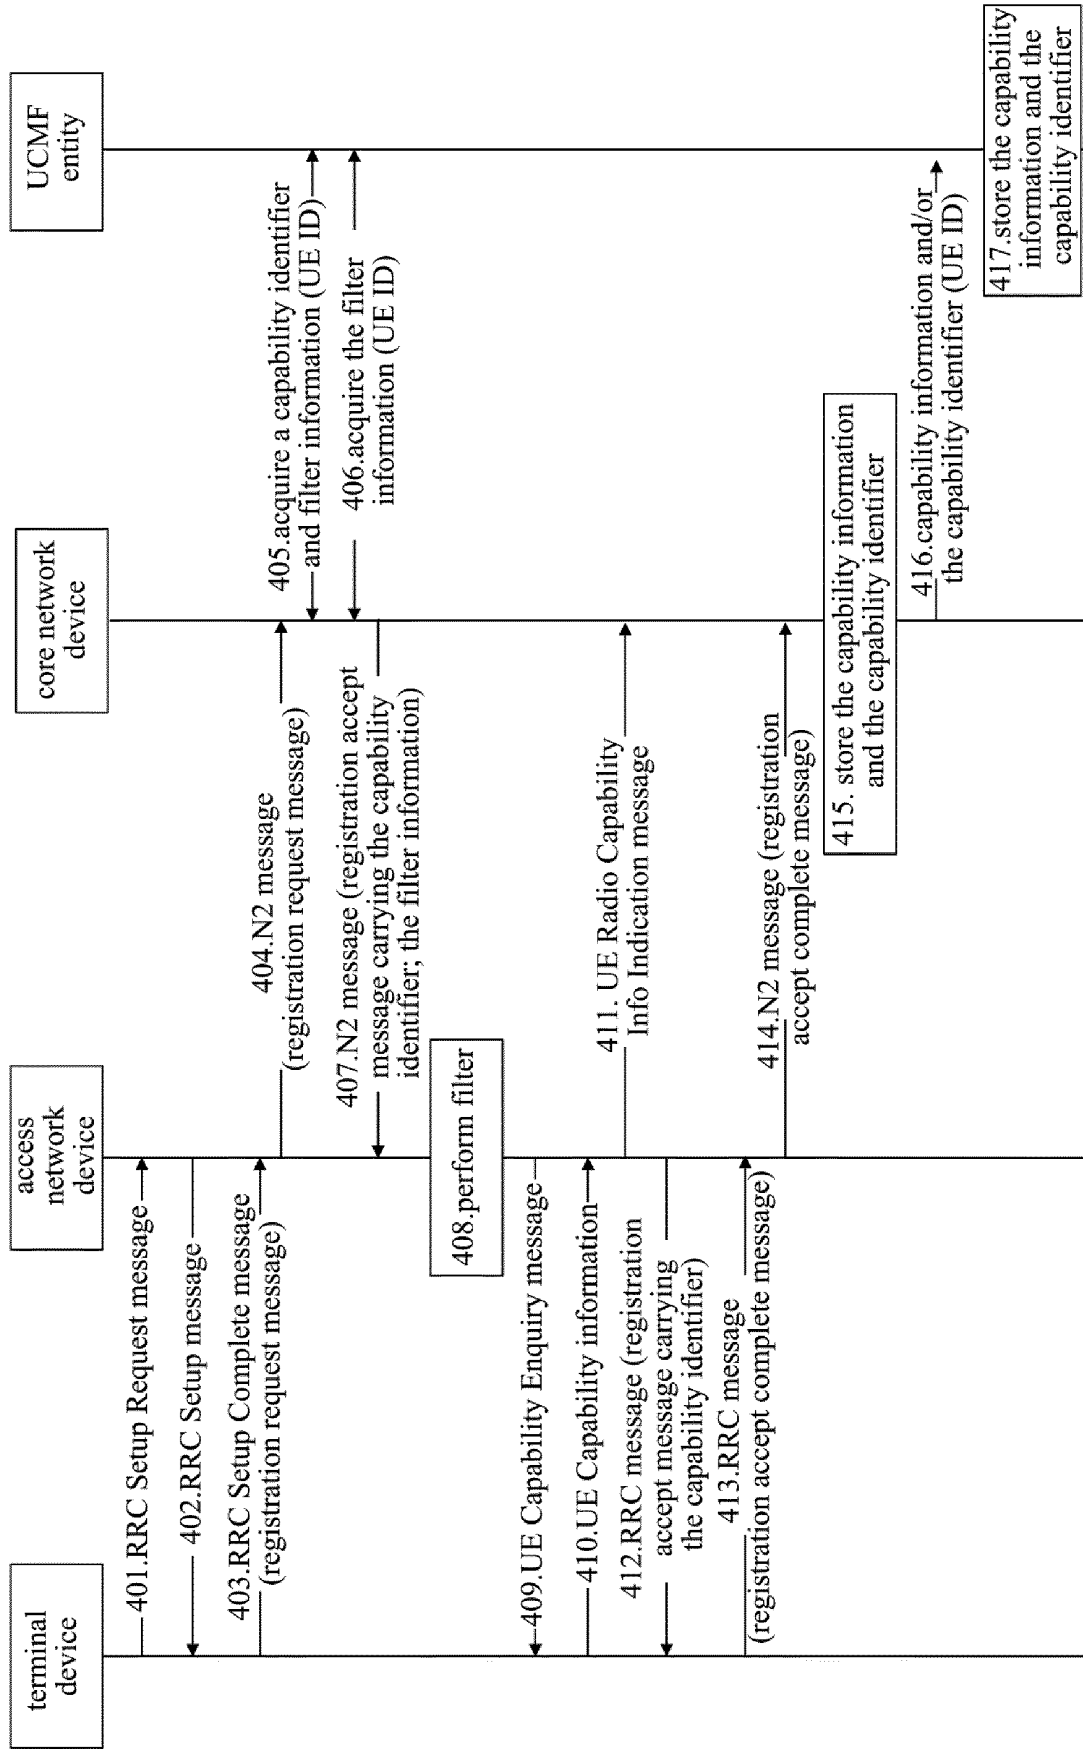 terminal
device
access
network
device
core network
device
UCMF
entity
401.RRC Setup Request message
402.RRC Setup message
403.RRC Setup Complete message
(registration request message)
404.N2 message
(registration request message)
405.acquire a capability identifier
and filter information (UE ID)
406.acquire the filter
information (UE ID)
407.N2 message (registration accept
message carrying the capability
identifier; the filter information)
408.perform filter
409.UE Capability Enquiry message
410.UE Capability information
411. UE Radio Capability
Info Indication message
412.RRC message (registration
accept message carrying
the capability identifier)
413.RRC message
(registration accept complete message)
414.N2 message (registration
accept complete message)
415. store the capability information
and the capability identifier
416.capability information and/or
the capability identifier (UE ID)
417.store the capability
information and the
capability identifier